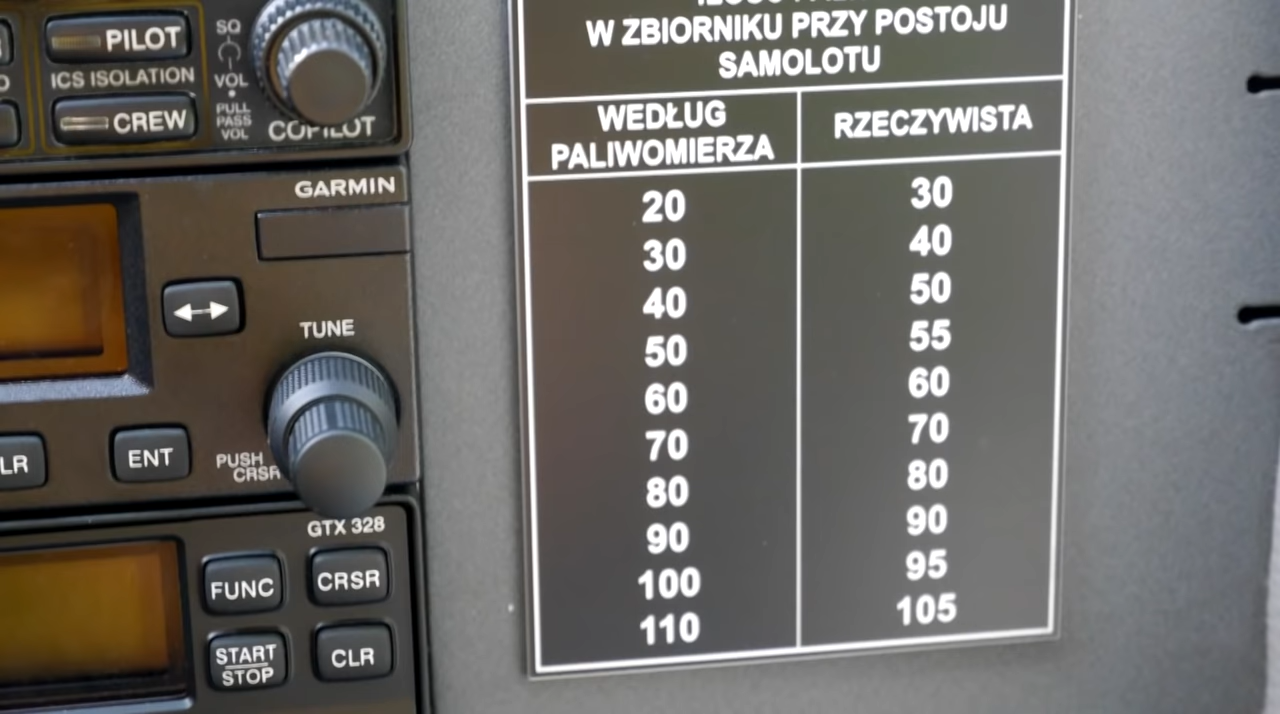 PILOT
ICS ISOLATION
CREW
SQ
VOL
PULL
PASS
VOL
COPILOT
GARMIN
TUNE
ENT
PUSH
CRSR
GTX 328
FUNC
CRSR
START
STOP
CLR
W ZBIORNIKU PRZY POSTOJU
SAMOLOTU
WEDŁUG
PALIWOMIERZA
RZECZYWISTA
20 30
30 40
40 50
50 55
60 60
70 70
80 80
90 90
100 95
110 105